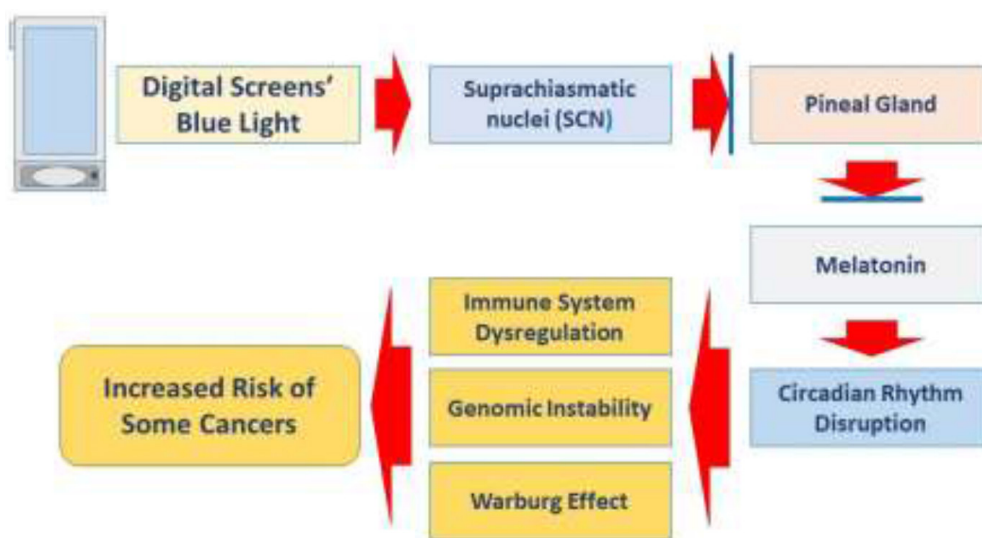 Digital Screens'
Blue Light
Suprachiasmatic
nuclei (SCN)
Pineal Gland
Melatonin
Circadian Rhythm
Disruption
Immune System
Dysregulation
Genomic Instability
Warburg Effect
Increased Risk of
Some Cancers